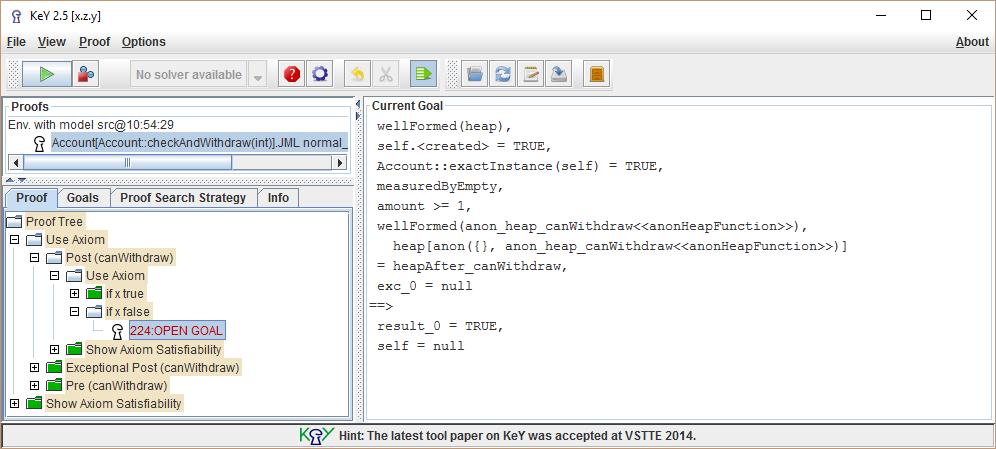 KeY 2.5 [x.z.y]
File View Proof Options About
No solver available
Proofs
Env. with model src@10:54:29
Account[Account::checkAndWithdraw(int)].JML normal_
Proof Goals Proof Search Strategy Info
Proof Tree
Use Axiom
Post (canWithdraw)
Use Axiom
if x true
if x false
224:OPEN GOAL
Show Axiom Satisfiability
Exceptional Post (canWithdraw)
Pre (canWithdraw)
Show Axiom Satisfiability
Current Goal
wellFormed(heap),
self.<created> = TRUE,
Account::exactInstance(self) = TRUE,
measuredByEmpty,
amount >= 1,
wellFormed(anon_heap_canWithdraw<<anonHeapFunction>>),
heap[anon({}, anon_heap_canWithdraw<<anonHeapFunction>>)]
= heapAfter_canWithdraw,
exc_0 = null
==>
result_0 = TRUE,
self = null
KeY Hint: The latest tool paper on KeY was accepted at VSTTE 2014.